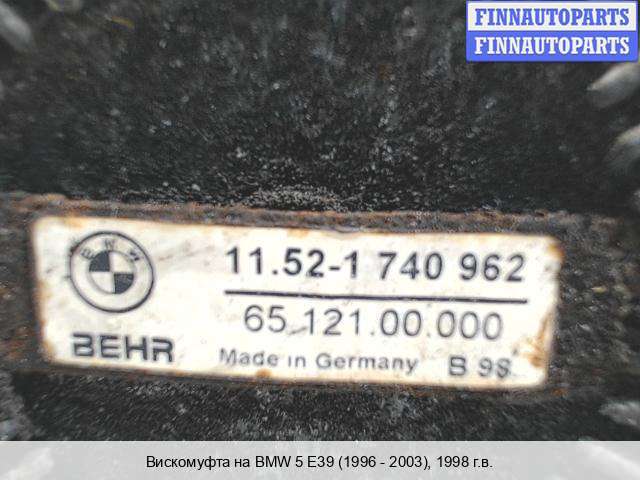 FINNAUTOPARTS
FINNAUTOPARTS
BMW
11.52-1 740 962
65.121.00.000
BEHR
Made in Germany B 98
Вискомуфта на BMW 5 E39 (1996 - 2003), 1998 г.в.